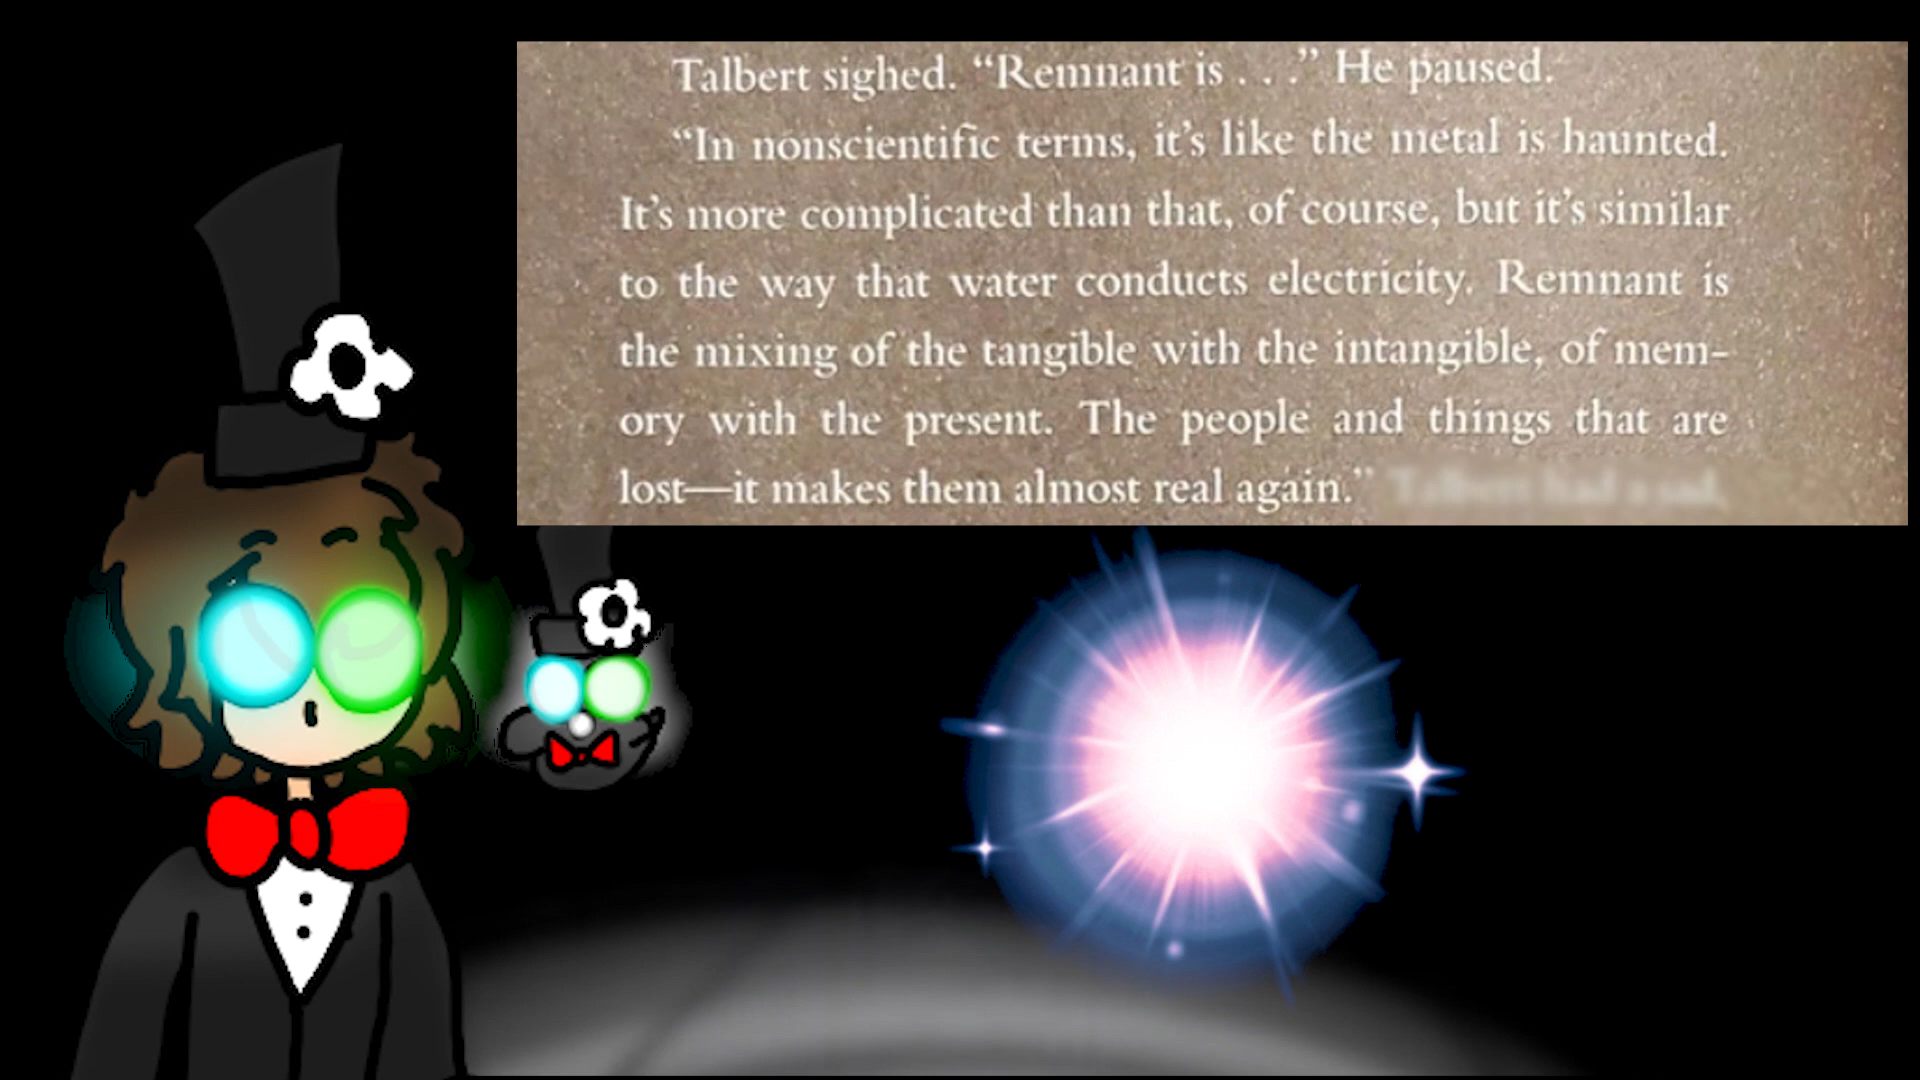 Talbert sighed. “Remnant is . . .” He paused.
“In nonscientific terms, it’s like the metal is haunted.
It’s more complicated than that, of course, but it’s similar
to the way that water conducts electricity. Remnant is
the mixing of the tangible with the intangible, of mem-
ory with the present. The people and things that are
lost—it makes them almost real again.”